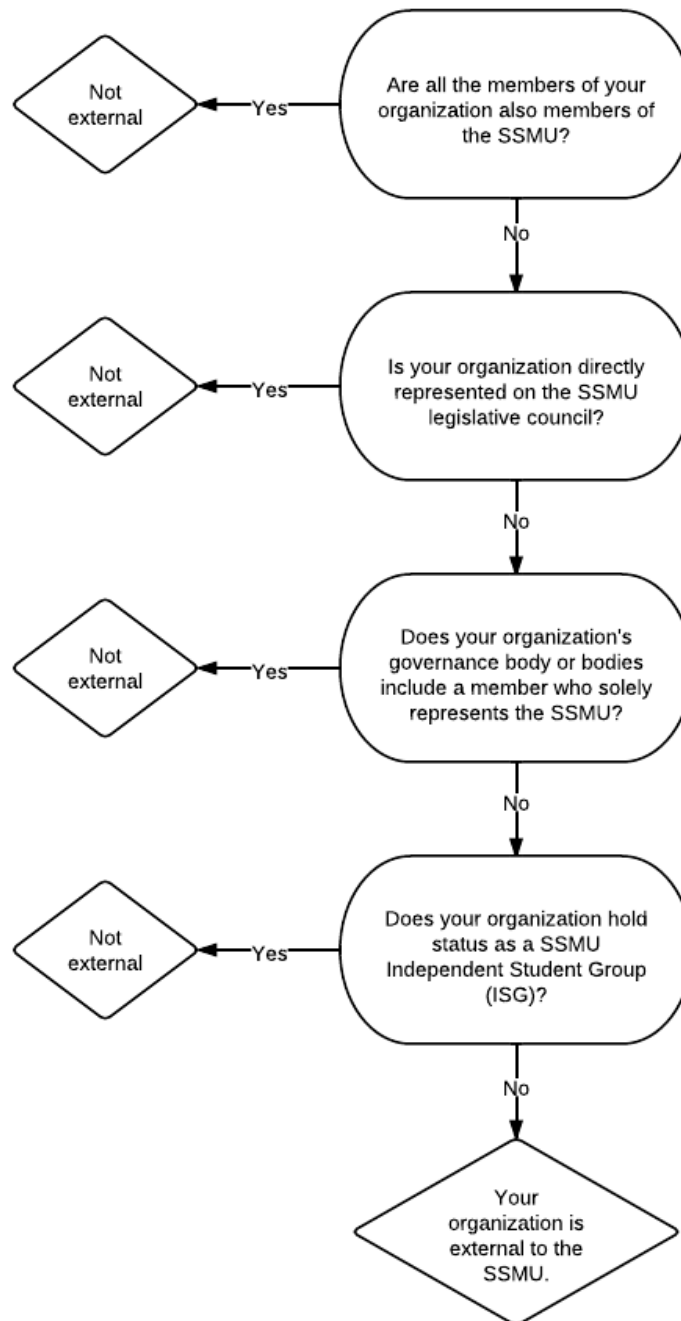 Are all the members of your
organization also members of
the SSMU?
Yes
Not
external
No
Is your organization directly
represented on the SSMU
legislative council?
Yes
Not
external
No
Does your organization's
governance body or bodies
include a member who solely
represents the SSMU?
Yes
Not
external
No
Does your organization hold
status as a SSMU
Independent Student Group
(ISG)?
Yes
Not
external
No
Your
organization is
external to the
SSMU.